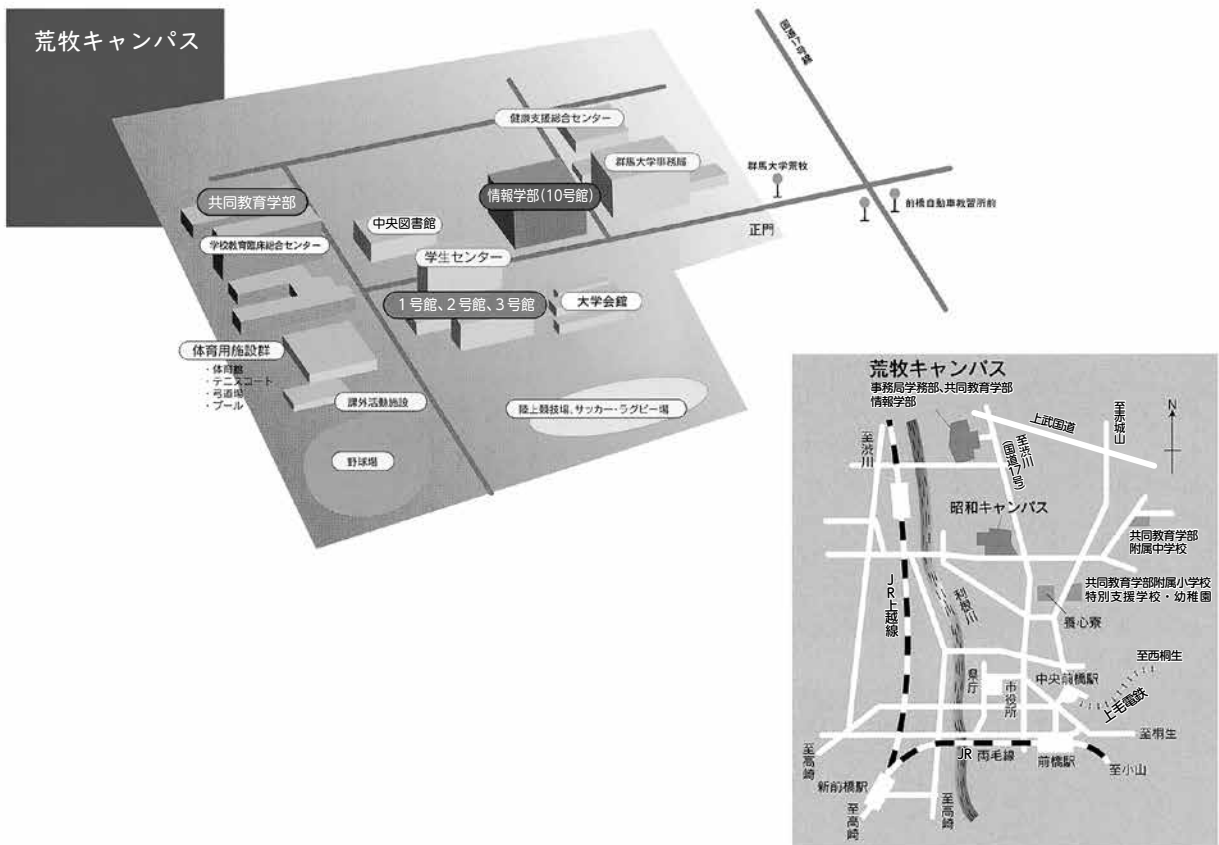 荒牧キャンパス
国道17号線
健康支援総合センター
群馬大学事務局
群馬大学荒牧
前橋自動車教習所前
正門
情報学部(10号館)
共同教育学部
中央図書館
学校教育臨床総合センター
学生センター
1号館、2号館、3号館
大学会館
体育用施設群
・体育館
・テニスコート
・弓道場
・プール
課外活動施設
陸上競技場、サッカー・ラグビー場
野球場
荒牧キャンパス
事務局学務部、共同教育学部
情報学部
至渋川
至渋川
(国道17号)
上武国道
至赤城山
N
昭和キャンパス
共同教育学部
附属中学校
共同教育学部附属小学校
特別支援学校・幼稚園
養心寮
JR上越線
利根川
至西桐生
中央前橋駅
上毛電鉄
県庁
市役所
至桐生
JR 両毛線
前橋駅
至小山
至高崎
新前橋駅
至高崎
至高崎